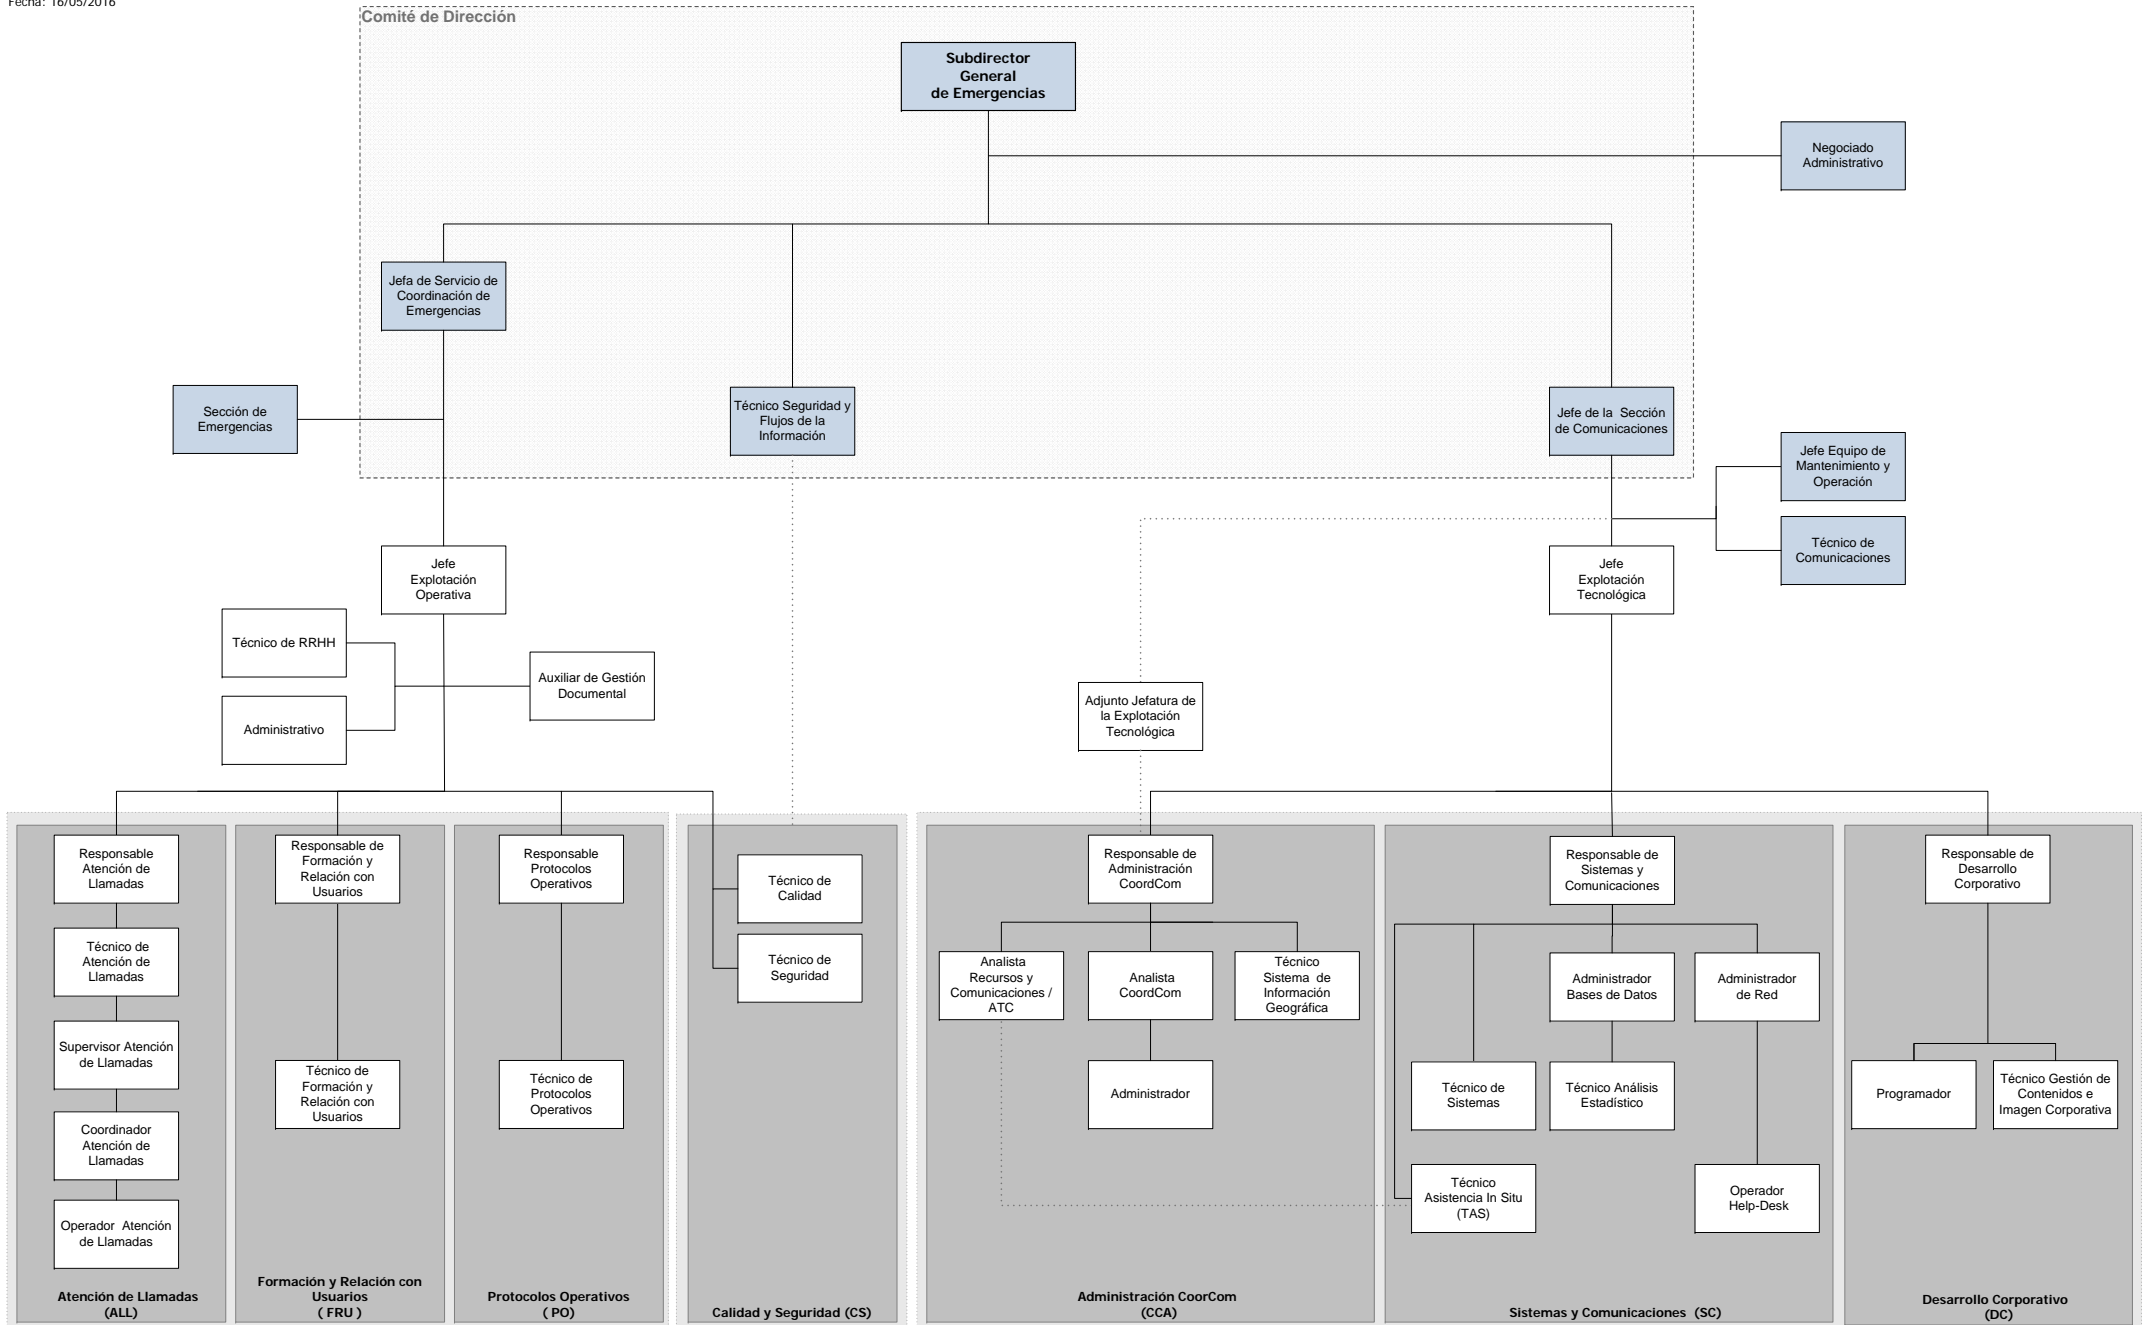 Fecha: 16/05/2016
Comité de Dirección
Subdirector
General
de Emergencias
Negociado
Administrativo
Jefa de Servicio de
Coordinación de
Emergencias
Sección de
Emergencias
Técnico Seguridad y
Flujos de la
Información
Jefe de la Sección
de Comunicaciones
Jefe Equipo de
Mantenimiento y
Operación
Técnico de
Comunicaciones
Jefe
Explotación
Operativa
Jefe
Explotación
Tecnológica
Técnico de RRHH
Auxiliar de Gestión
Documental
Administrativo
Adjunto Jefatura de
la Explotación
Tecnológica
Responsable
Atención de
Llamadas
Técnico de
Atención de
Llamadas
Supervisor Atención
de Llamadas
Coordinador
Atención de
Llamadas
Operador Atención
de Llamadas
Atención de Llamadas
(ALL)
Responsable de
Formación y
Relación con
Usuarios
Técnico de
Formación y
Relación con
Usuarios
Formación y Relación con
Usuarios
( FRU )
Responsable
Protocolos
Operativos
Técnico de
Protocolos
Operativos
Protocolos Operativos
( PO)
Técnico de
Calidad
Técnico de
Seguridad
Calidad y Seguridad (CS)
Responsable de
Administración
CoordCom
Analista
Recursos y
Comunicaciones /
ATC
Analista
CoordCom
Técnico
Sistema de
Información
Geográfica
Administrador
Administración CoorCom
(CCA)
Responsable de
Sistemas y
Comunicaciones
Administrador
Bases de Datos
Administrador
de Red
Técnico de
Sistemas
Técnico Análisis
Estadístico
Técnico
Asistencia In Situ
(TAS)
Operador
Help-Desk
Sistemas y Comunicaciones (SC)
Responsable de
Desarrollo
Corporativo
Programador
Técnico Gestión de
Contenidos e
Imagen Corporativa
Desarrollo Corporativo
(DC)